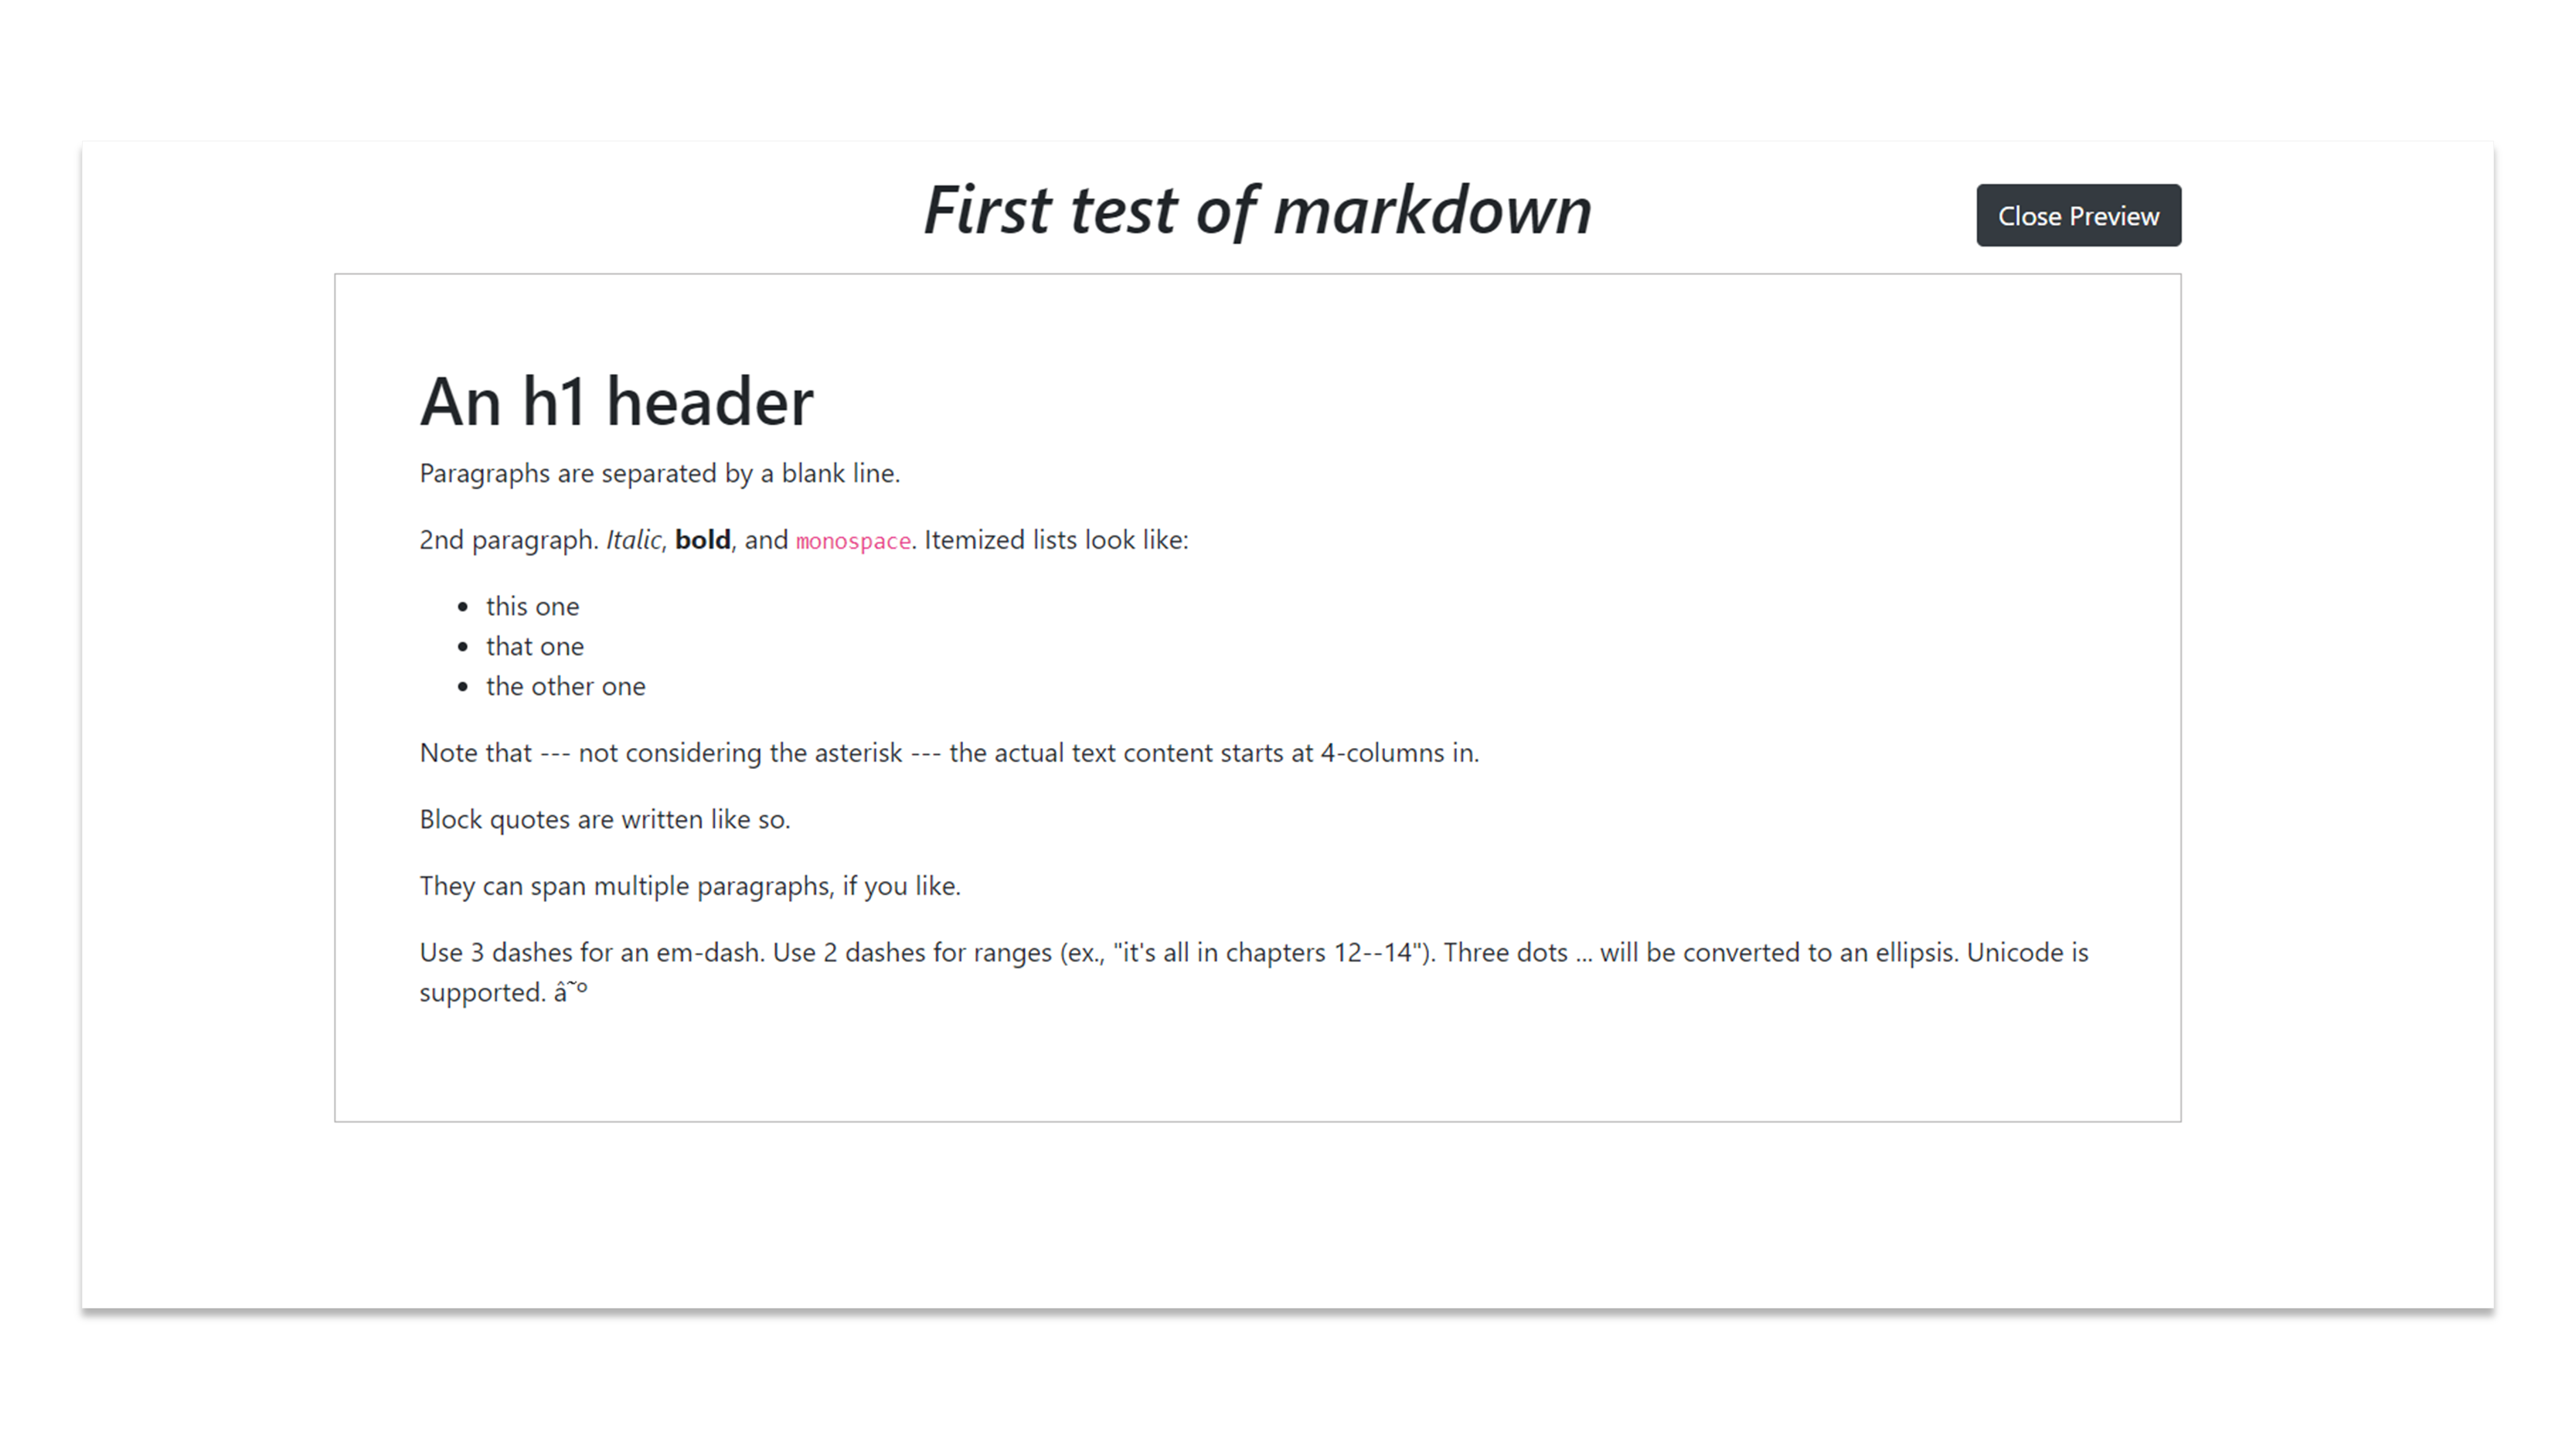 First test of markdown
Close Preview
An h1 header
Paragraphs are separated by a blank line.
2nd paragraph. Italic, bold, and monospace. Itemized lists look like:
• this one
• that one
• the other one
Note that --- not considering the asterisk --- the actual text content starts at 4-columns in.
Block quotes are written like so.
They can span multiple paragraphs, if you like.
Use 3 dashes for an em-dash. Use 2 dashes for ranges (ex., "it's all in chapters 12--14"). Three dots ... will be converted to an ellipsis. Unicode is
supported. â˜º